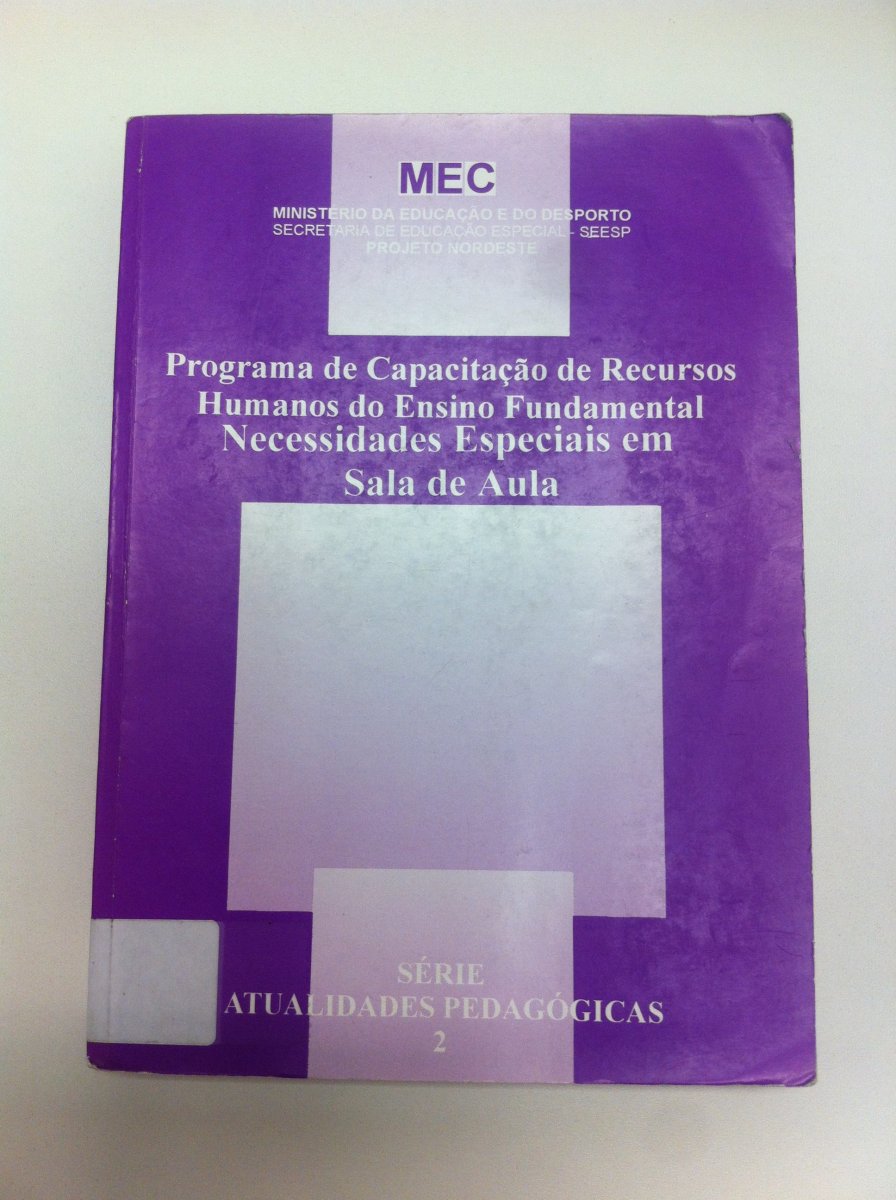 MEC
MINISTÉRIO DA EDUCAÇÃO E DO DESPORTO
SECRETARIA DE EDUCAÇÃO ESPECIAL - SEESP
PROJETO NORDESTE
Programa de Capacitação de Recursos
Humanos do Ensino Fundamental
Necessidades Especiais em
Sala de Aula
SÉRIE
ATUALIDADES PEDAGÓGICAS
2